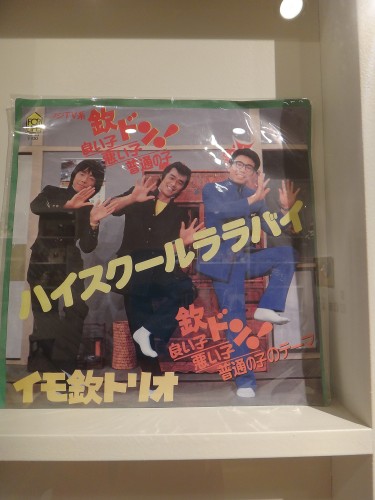 欽ドン!
良い子
悪い子
普通の子
ハイスクールララバイ
欽ドン!
良い子
悪い子
普通の子のテーマ
イモ欽トリオ